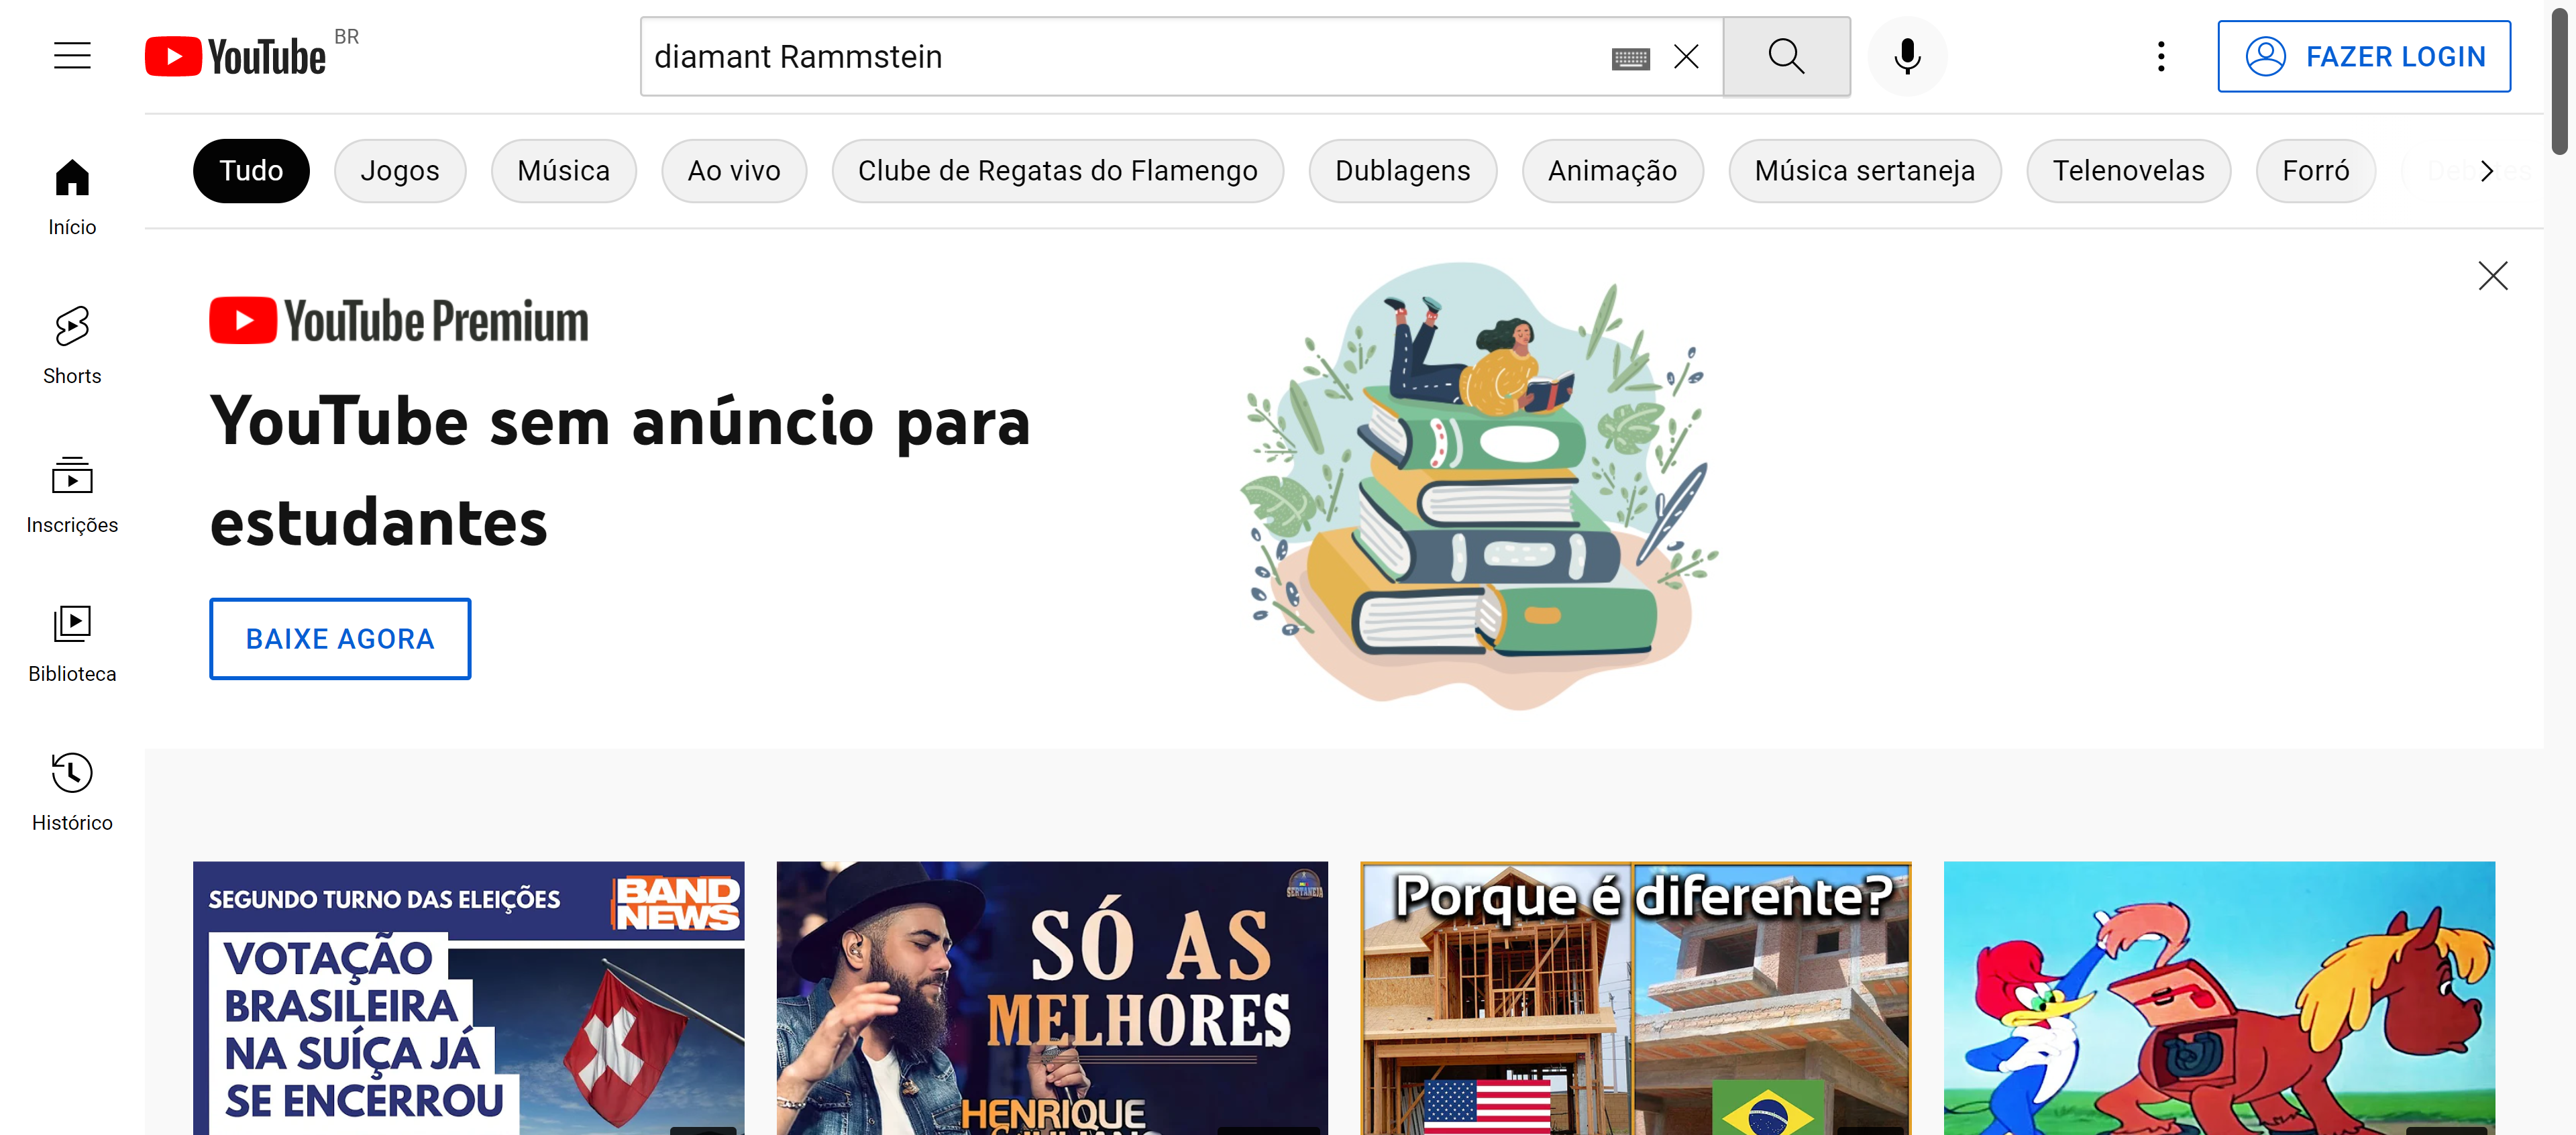 YouTube BR
diamant Rammstein
FAZER LOGIN
Tudo
Jogos
Música
Ao vivo
Clube de Regatas do Flamengo
Dublagens
Animação
Música sertaneja
Telenovelas
Forró
Início
Shorts
Inscrições
Biblioteca
Histórico
YouTube Premium
YouTube sem anúncio para
estudantes
BAIXE AGORA
SEGUNDO TURNO DAS ELEIÇÕES
BAND
NEWS
VOTAÇÃO
BRASILEIRA
NA SUÍÇA JÁ
SE ENCERROU
SERTANEJA
SÓ AS
MELHORES
HENRIQUE
Porque é diferente?